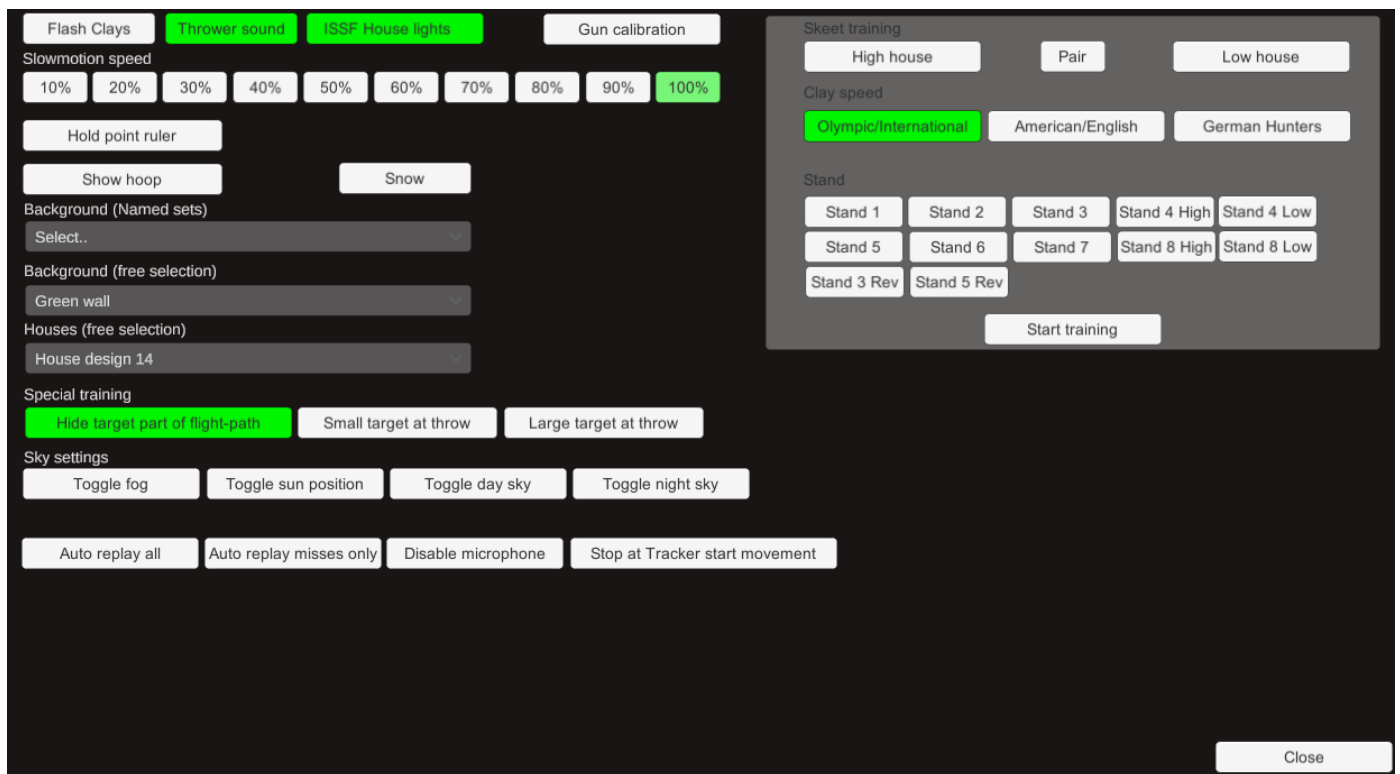 Flash Clays
Thrower sound
ISSF House lights
Gun calibration
Slowmotion speed
10%
20%
30%
40%
50%
60%
70%
80%
90%
100%
Hold point ruler
Show hoop
Snow
Background (Named sets)
Select..
Background (free selection)
Green wall
Houses (free selection)
House design 14
Special training
Hide target part of flight-path
Small target at throw
Large target at throw
Sky settings
Toggle fog
Toggle sun position
Toggle day sky
Toggle night sky
Auto replay all
Auto replay misses only
Disable microphone
Stop at Tracker start movement
Skeet training
High house
Pair
Low house
Clay speed
Olympic/International
American/English
German Hunters
Stand
Stand 1
Stand 2
Stand 3
Stand 4 High
Stand 4 Low
Stand 5
Stand 6
Stand 7
Stand 8 High
Stand 8 Low
Stand 3 Rev
Stand 5 Rev
Start training
Close